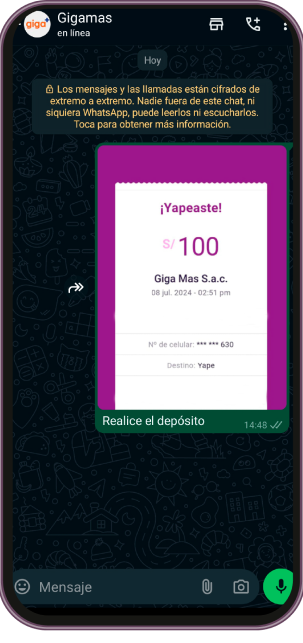 giga+
Gigamas
en línea
Hoy
Los mensajes y las llamadas están cifrados de
extremo a extremo. Nadie fuera de este chat, ni
siquiera WhatsApp, puede leerlos ni escucharlos.
Toca para obtener más información.
¡Yapeaste!
S/ 100
Giga Mas S.a.c.
08 jul. 2024 - 02:51 pm
Nº de celular: *** *** 630
Destino: Yape
Realice el depósito
14:48
Mensaje